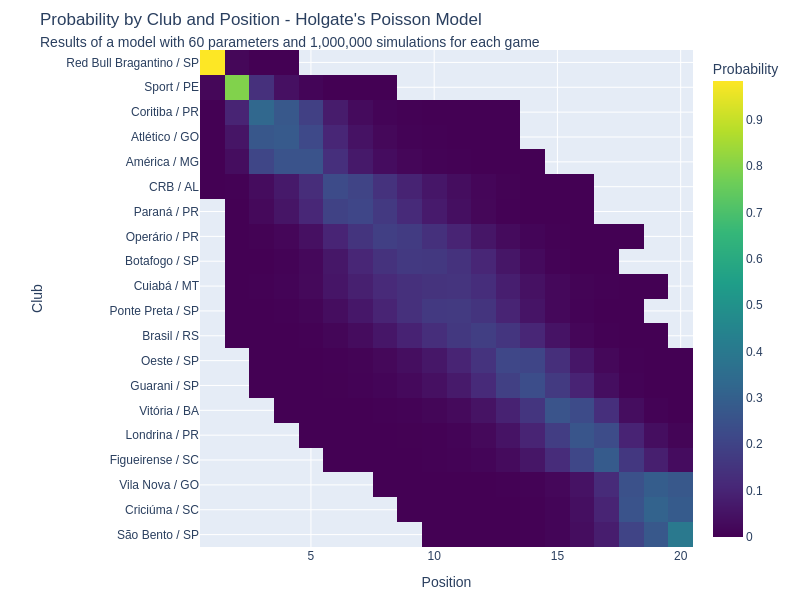 Probability by Club and Position - Holgate's Poisson Model
Results of a model with 60 parameters and 1,000,000 simulations for each game
Probability
Red Bull Bragantino / SP
Sport / PE
Coritiba / PR
Atlético / GO
América / MG
CRB / AL
Paraná / PR
Operário / PR
Botafogo / SP
Cuiabá / MT
Ponte Preta / SP
Brasil / RS
Oeste / SP
Guarani / SP
Vitória / BA
Londrina / PR
Figueirense / SC
Vila Nova / GO
Criciúma / SC
São Bento / SP
Club
5
10
15
20
Position
0.9
0.8
0.7
0.6
0.5
0.4
0.3
0.2
0.1
0